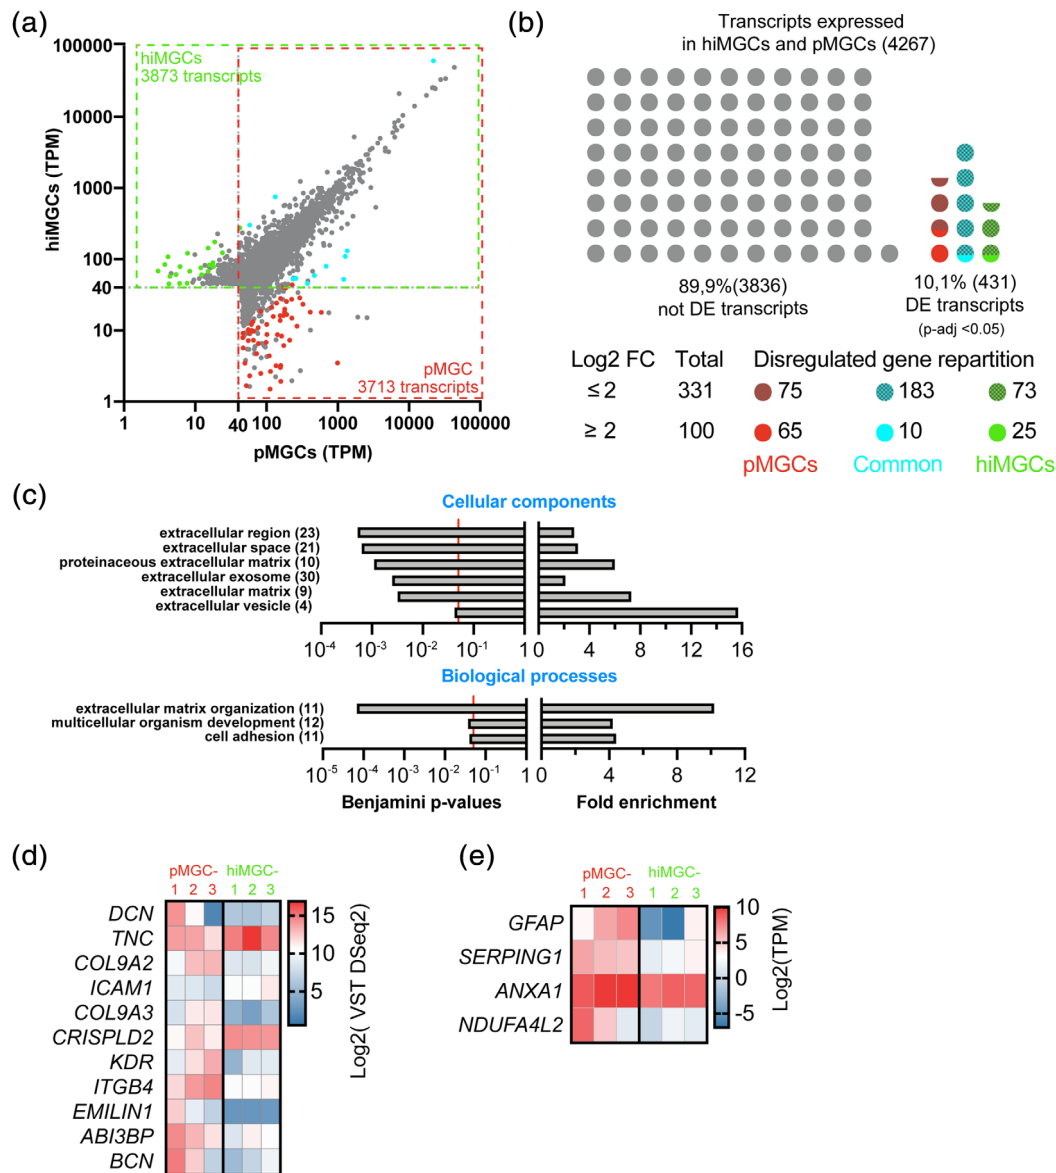 (a)
100000
10000
1000
100
40
10
1
hiMGCs (TPM)
hiMGCs
3873 transcripts
pMGC
3713 transcripts
1 10 40 100 1000 10000 100000
pMGCs (TPM)
(b)
Transcripts expressed
in hiMGCs and pMGCs (4267)
89,9%(3836)
not DE transcripts
10,1% (431)
DE transcripts
(p-adj <0.05)
Log2 FC Total Disregulated gene repartition
≤ 2 331 75 183 73
≥ 2 100 65 10 25
pMGCs Common hiMGCs
(c)
Cellular components
extracellular region (23)
extracellular space (21)
proteinaceous extracellular matrix (10)
extracellular exosome (30)
extracellular matrix (9)
extracellular vesicle (4)
10-4 10-3 10-2 10-1 1 0 4 8 12 16
Biological processes
extracellular matrix organization (11)
multicellular organism development (12)
cell adhesion (11)
10-5 10-4 10-3 10-2 10-1 1 0 4 8 12
Benjamini p-values Fold enrichment
(d)
pMGC- hiMGC-
1 2 3 1 2 3
DCN
TNC
COL9A2
ICAM1
COL9A3
CRISPLD2
KDR
ITGB4
EMILIN1
ABI3BP
BCN
15
10
5
Log2( VST DSeq2)
(e)
pMGC- hiMGC-
1 2 3 1 2 3
GFAP
SERPING1
ANXA1
NDUFA4L2
10
5
0
-5
Log2(TPM)